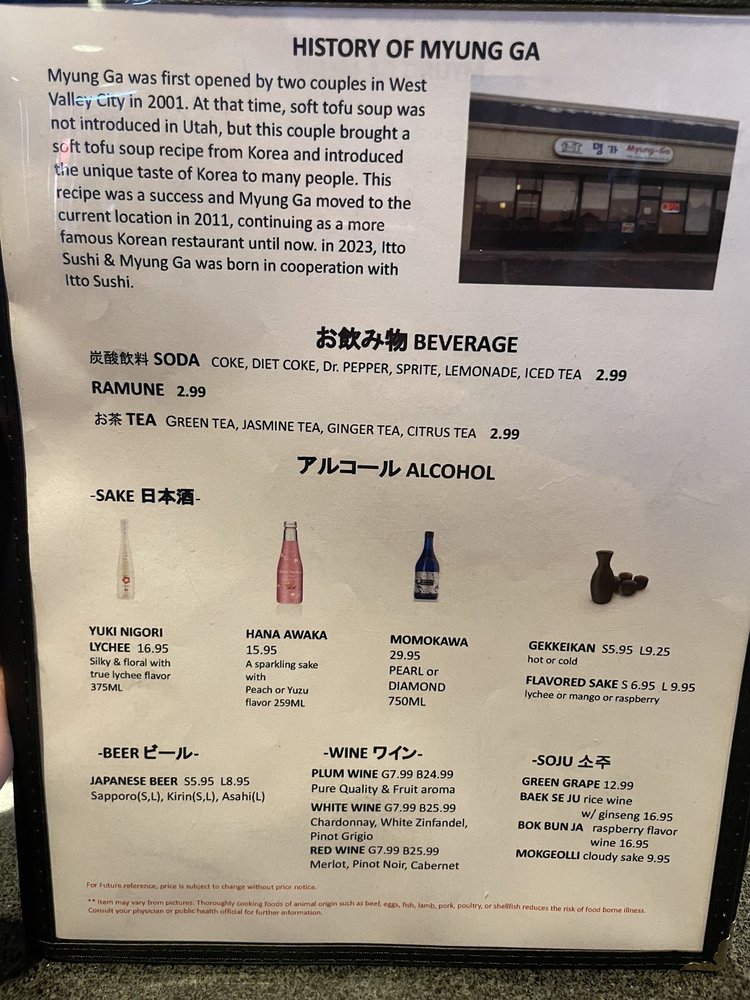 HISTORY OF MYUNG GA
Myung Ga was first opened by two couples in West
Valley City in 2001. At that time, soft tofu soup was
not introduced in Utah, but this couple brought a
soft tofu soup recipe from Korea and introduced
the unique taste of Korea to many people. This
recipe was a success and Myung Ga moved to the
current location in 2011, continuing as a more
famous Korean restaurant until now. in 2023, Itto
Sushi & Myung Ga was born in cooperation with
Itto Sushi.
명가 Myung-Ga
お飲み物 BEVERAGE
炭酸飲料 SODA COKE, DIET COKE, Dr. PEPPER, SPRITE, LEMONADE, ICED TEA 2.99
RAMUNE 2.99
お茶 TEA GREEN TEA, JASMINE TEA, GINGER TEA, CITRUS TEA 2.99
アルコール ALCOHOL
-SAKE 日本酒-
YUKI NIGORI
LYCHEE 16.95
Silky & floral with
true lychee flavor
375ML
HANA AWAKA
15.95
A sparkling sake
with
Peach or Yuzu
flavor 259ML
MOMOKAWA
29.95
PEARL or
DIAMOND
750ML
GEKKEIKAN S5.95 L9.25
hot or cold
FLAVORED SAKE S 6.95 L 9.95
lychee or mango or raspberry
-BEER ビール-
JAPANESE BEER S5.95 L8.95
Sapporo(S,L), Kirin(S,L), Asahi(L)
-WINE ワイン-
PLUM WINE G7.99 B24.99
Pure Quality & Fruit aroma
WHITE WINE G7.99 B25.99
Chardonnay, White Zinfandel,
Pinot Grigio
RED WINE G7.99 B25.99
Merlot, Pinot Noir, Cabernet
-SOJU 소주
GREEN GRAPE 12.99
BAEK SE JU rice wine
w/ ginseng 16.95
BOK BUN JA raspberry flavor
wine 16.95
MOKGEOLLI cloudy sake 9.95
For Future reference, price is subject to change without prior notice.
** Item may vary from pictures. Thoroughly cooking foods of animal origin such as beef, eggs, fish, lamb, pork, poultry, or shellfish reduces the risk of food borne illness.
Consult your physician or public health official for further information.